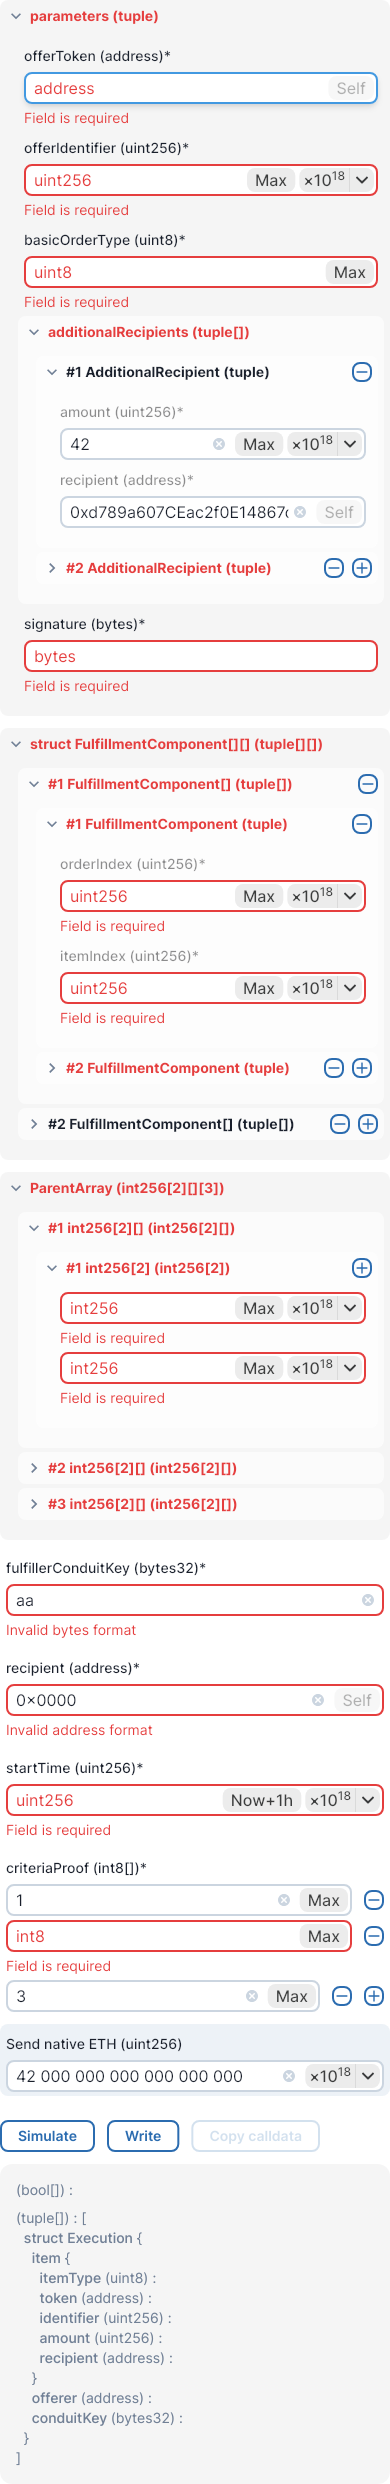 parameters (tuple)
offerToken (address)*
address Self
Field is required
offerIdentifier (uint256)*
uint256 Max ×10^18
Field is required
basicOrderType (uint8)*
uint8 Max
Field is required
additionalRecipients (tuple[])
#1 AdditionalRecipient (tuple)
amount (uint256)*
42 Max ×10^18
recipient (address)*
0xd789a607CEac2f0E14867 Self
#2 AdditionalRecipient (tuple)
signature (bytes)*
bytes
Field is required
struct FulfillmentComponent[][] (tuple[][])
#1 FulfillmentComponent[] (tuple[])
#1 FulfillmentComponent (tuple)
orderIndex (uint256)*
uint256 Max ×10^18
Field is required
itemIndex (uint256)*
uint256 Max ×10^18
Field is required
#2 FulfillmentComponent (tuple)
#2 FulfillmentComponent[] (tuple[])
ParentArray (int256[2][][3])
#1 int256[2][] (int256[2][])
#1 int256[2] (int256[2])
int256 Max ×10^18
Field is required
int256 Max ×10^18
Field is required
#2 int256[2][] (int256[2][])
#3 int256[2][] (int256[2][])
fulfillerConduitKey (bytes32)*
aa
Invalid bytes format
recipient (address)*
0x0000 Self
Invalid address format
startTime (uint256)*
uint256 Now+1h ×10^18
Field is required
criteriaProof (int8[])*
1 Max
int8 Max
Field is required
3 Max
Send native ETH (uint256)
42 000 000 000 000 000 000 ×10^18
Simulate Write Copy calldata
(bool[]) :
(tuple[]) : [
struct Execution {
item {
itemType (uint8) :
token (address) :
identifier (uint256) :
amount (uint256) :
recipient (address) :
}
offerer (address) :
conduitKey (bytes32) :
}
]